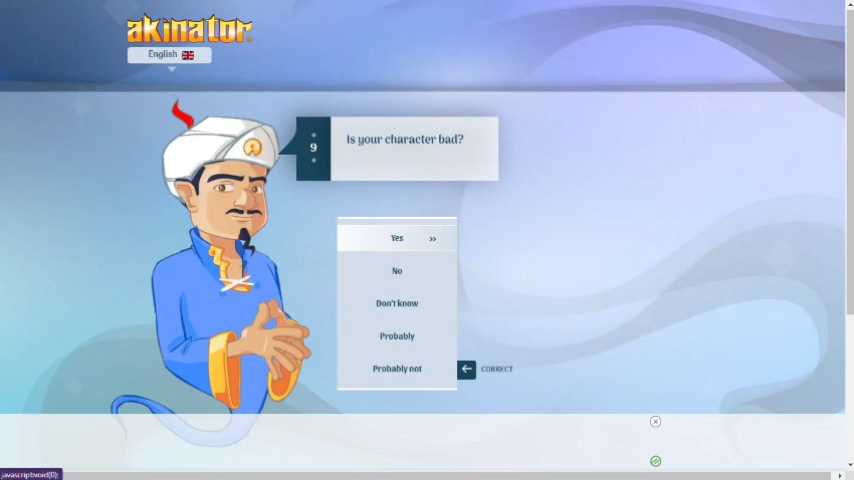 akinator
English
9
Is your character bad?
Yes
No
Don't know
Probably
Probably not
CORRECT
javascript:void(0);